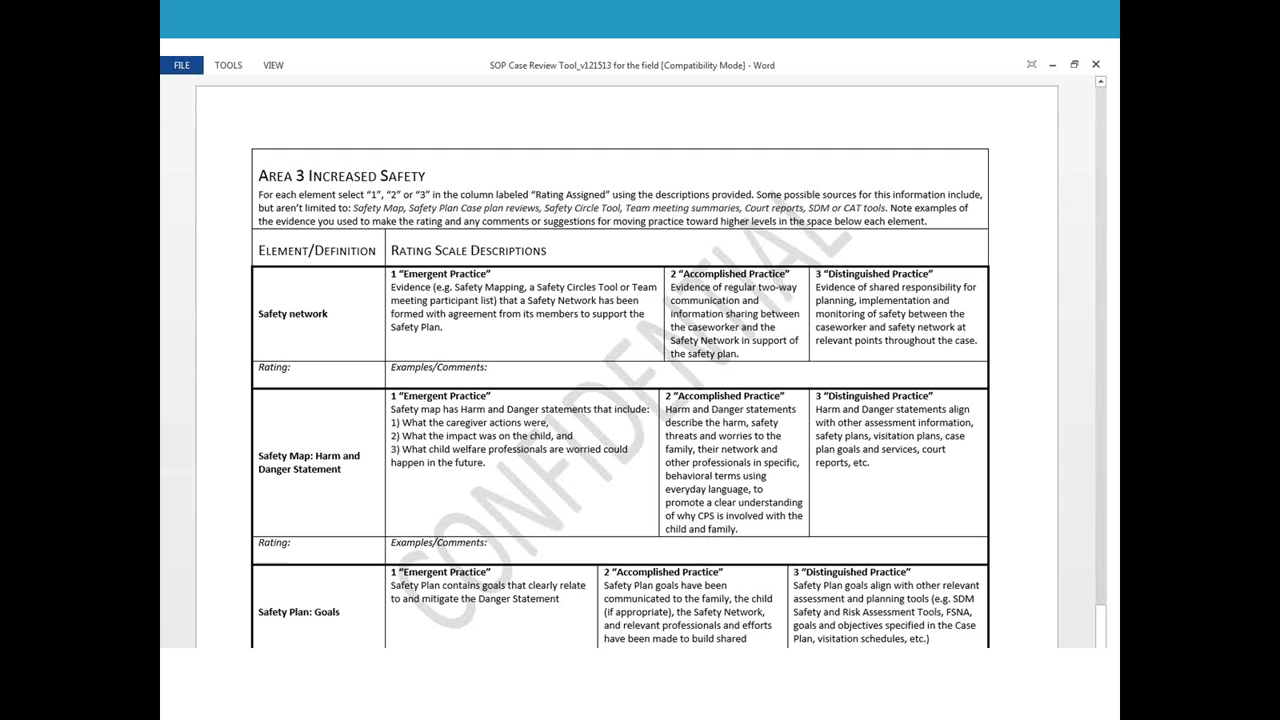 FILE TOOLS VIEW SOP Case Review Tool_v121513 for the field [Compatibility Mode] - Word
AREA 3 INCREASED SAFETY
For each element select “1”, “2” or “3” in the column labeled “Rating Assigned” using the descriptions provided. Some possible sources for this information include,
but aren’t limited to: Safety Map, Safety Plan Case plan reviews, Safety Circle Tool, Team meeting summaries, Court reports, SDM or CAT tools. Note examples of
the evidence you used to make the rating and any comments or suggestions for moving practice toward higher levels in the space below each element.
ELEMENT/DEFINITION
RATING SCALE DESCRIPTIONS
Safety network
1 “Emergent Practice”
Evidence (e.g. Safety Mapping, a Safety Circles Tool or Team
meeting participant list) that a Safety Network has been
formed with agreement from its members to support the
Safety Plan.
2 “Accomplished Practice”
Evidence of regular two-way
communication and
information sharing between
the caseworker and the
Safety Network in support of
the safety plan.
3 “Distinguished Practice”
Evidence of shared responsibility for
planning, implementation and
monitoring of safety between the
caseworker and safety network at
relevant points throughout the case.
Rating:
Examples/Comments:
Safety Map: Harm and
Danger Statement
1 “Emergent Practice”
Safety map has Harm and Danger statements that include:
1) What the caregiver actions were,
2) What the impact was on the child, and
3) What child welfare professionals are worried could
happen in the future.
2 “Accomplished Practice”
Harm and Danger statements
describe the harm, safety
threats and worries to the
family, their network and
other professionals in specific,
behavioral terms using
everyday language, to
promote a clear understanding
of why CPS is involved with the
child and family.
3 “Distinguished Practice”
Harm and Danger statements align
with other assessment information,
safety plans, visitation plans, case
plan goals and services, court
reports, etc.
Rating:
Examples/Comments:
Safety Plan: Goals
1 “Emergent Practice”
Safety Plan contains goals that clearly relate
to and mitigate the Danger Statement
2 “Accomplished Practice”
Safety Plan goals have been
communicated to the family, the child
(if appropriate), the Safety Network,
and relevant professionals and efforts
have been made to build shared
3 “Distinguished Practice”
Safety Plan goals align with other relevant
assessment and planning tools (e.g. SDM
Safety and Risk Assessment Tools, FSNA,
goals and objectives specified in the Case
Plan, visitation schedules, etc.)
CONFIDENTIAL